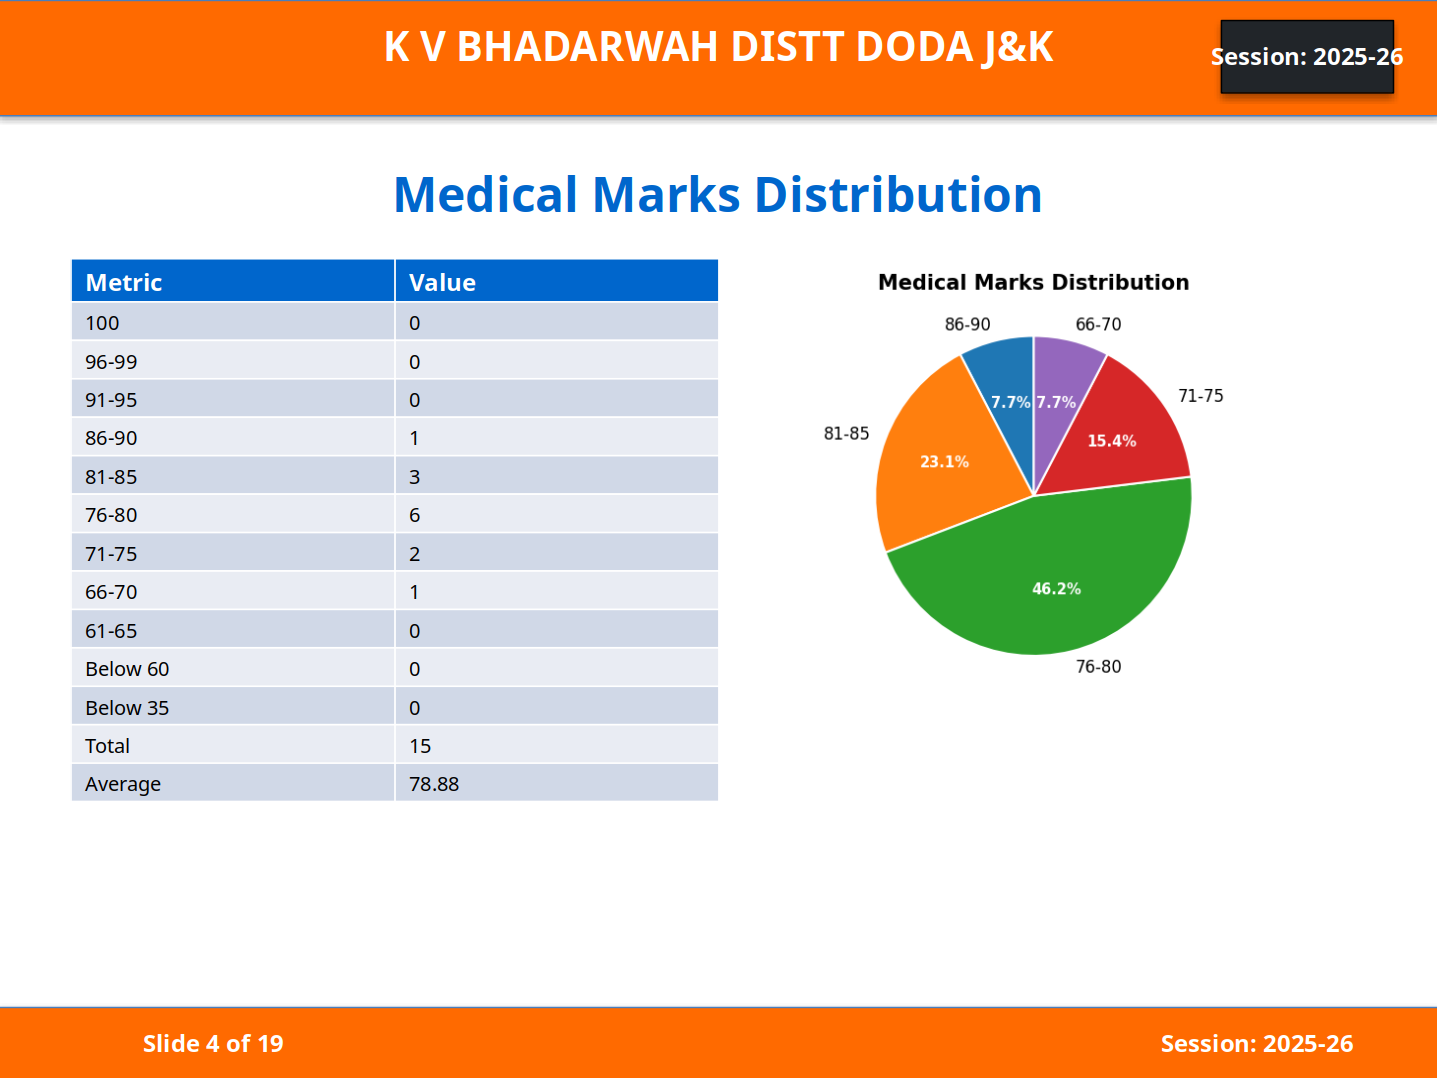 K V BHADARWAH DISTT DODA J&K
Session: 2025-26
Medical Marks Distribution
Metric Value
100 0
96-99 0
91-95 0
86-90 1
81-85 3
76-80 6
71-75 2
66-70 1
61-65 0
Below 60 0
Below 35 0
Total 15
Average 78.88
Medical Marks Distribution
86-90 66-70
71-75
7.7% 7.7%
81-85
15.4%
23.1%
46.2%
76-80
Slide 4 of 19
Session: 2025-26